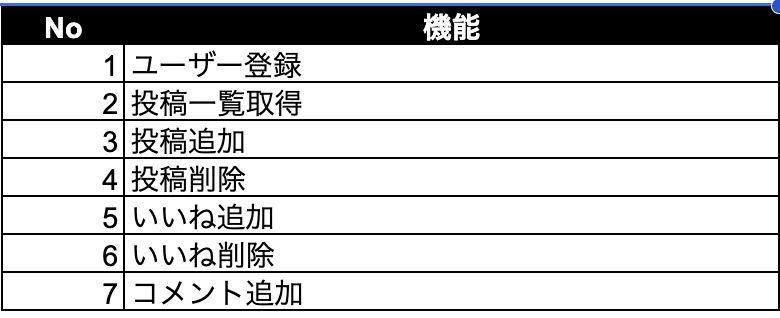 No 機能
1 ユーザー登録
2 投稿一覧取得
3 投稿追加
4 投稿削除
5 いいね追加
6 いいね削除
7 コメント追加